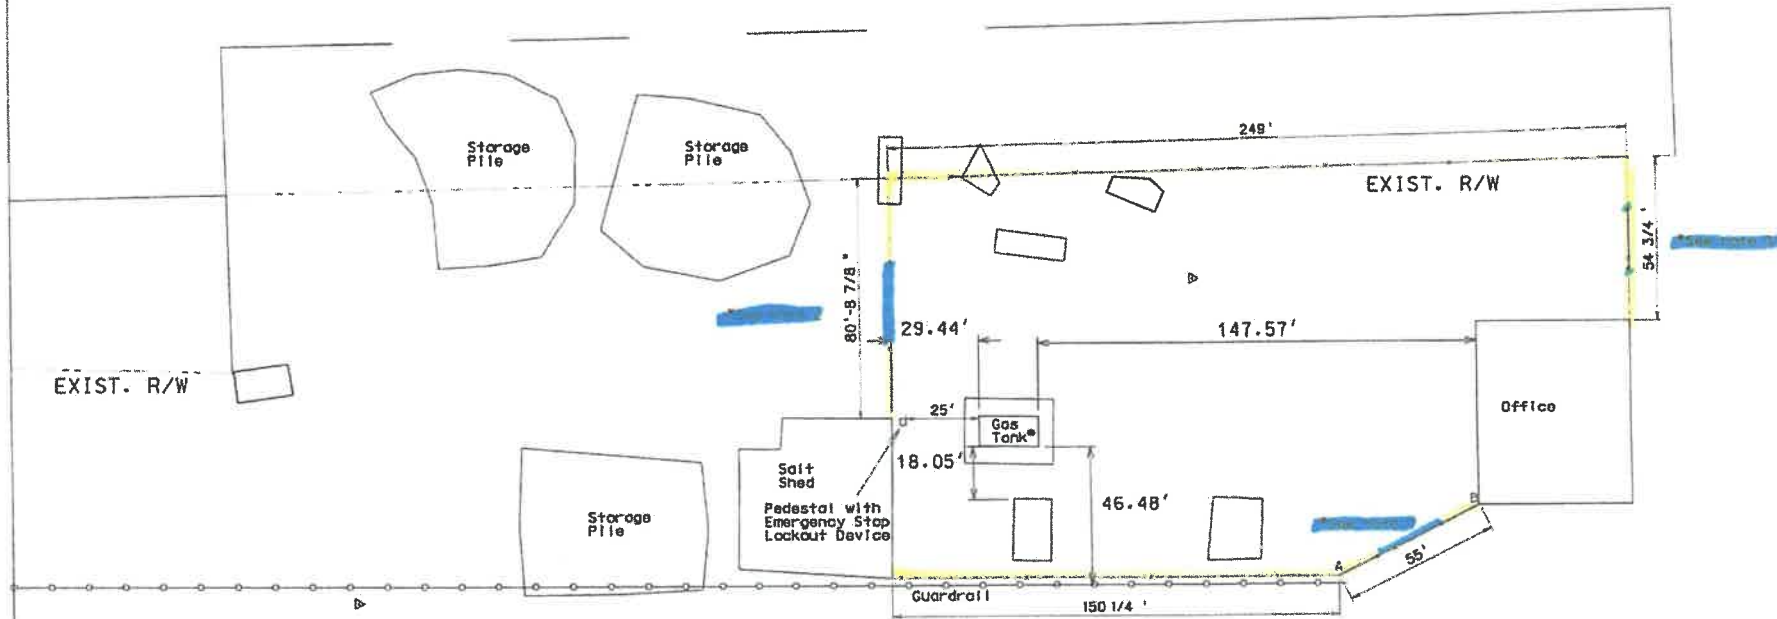 249'
Storage
Pile
Storage
Pile
EXIST. R/W
54 3/4 '
80'-8 7/8 "
29.44'
147.57'
EXIST. R/W
25'
Gas
Tank*
Office
18.05'
Salt
Shed
46.48'
Pedestal with
Emergency Stop
Lockout Device
Storage
Pile
B
55'
A
Guardrail
150 1/4 '